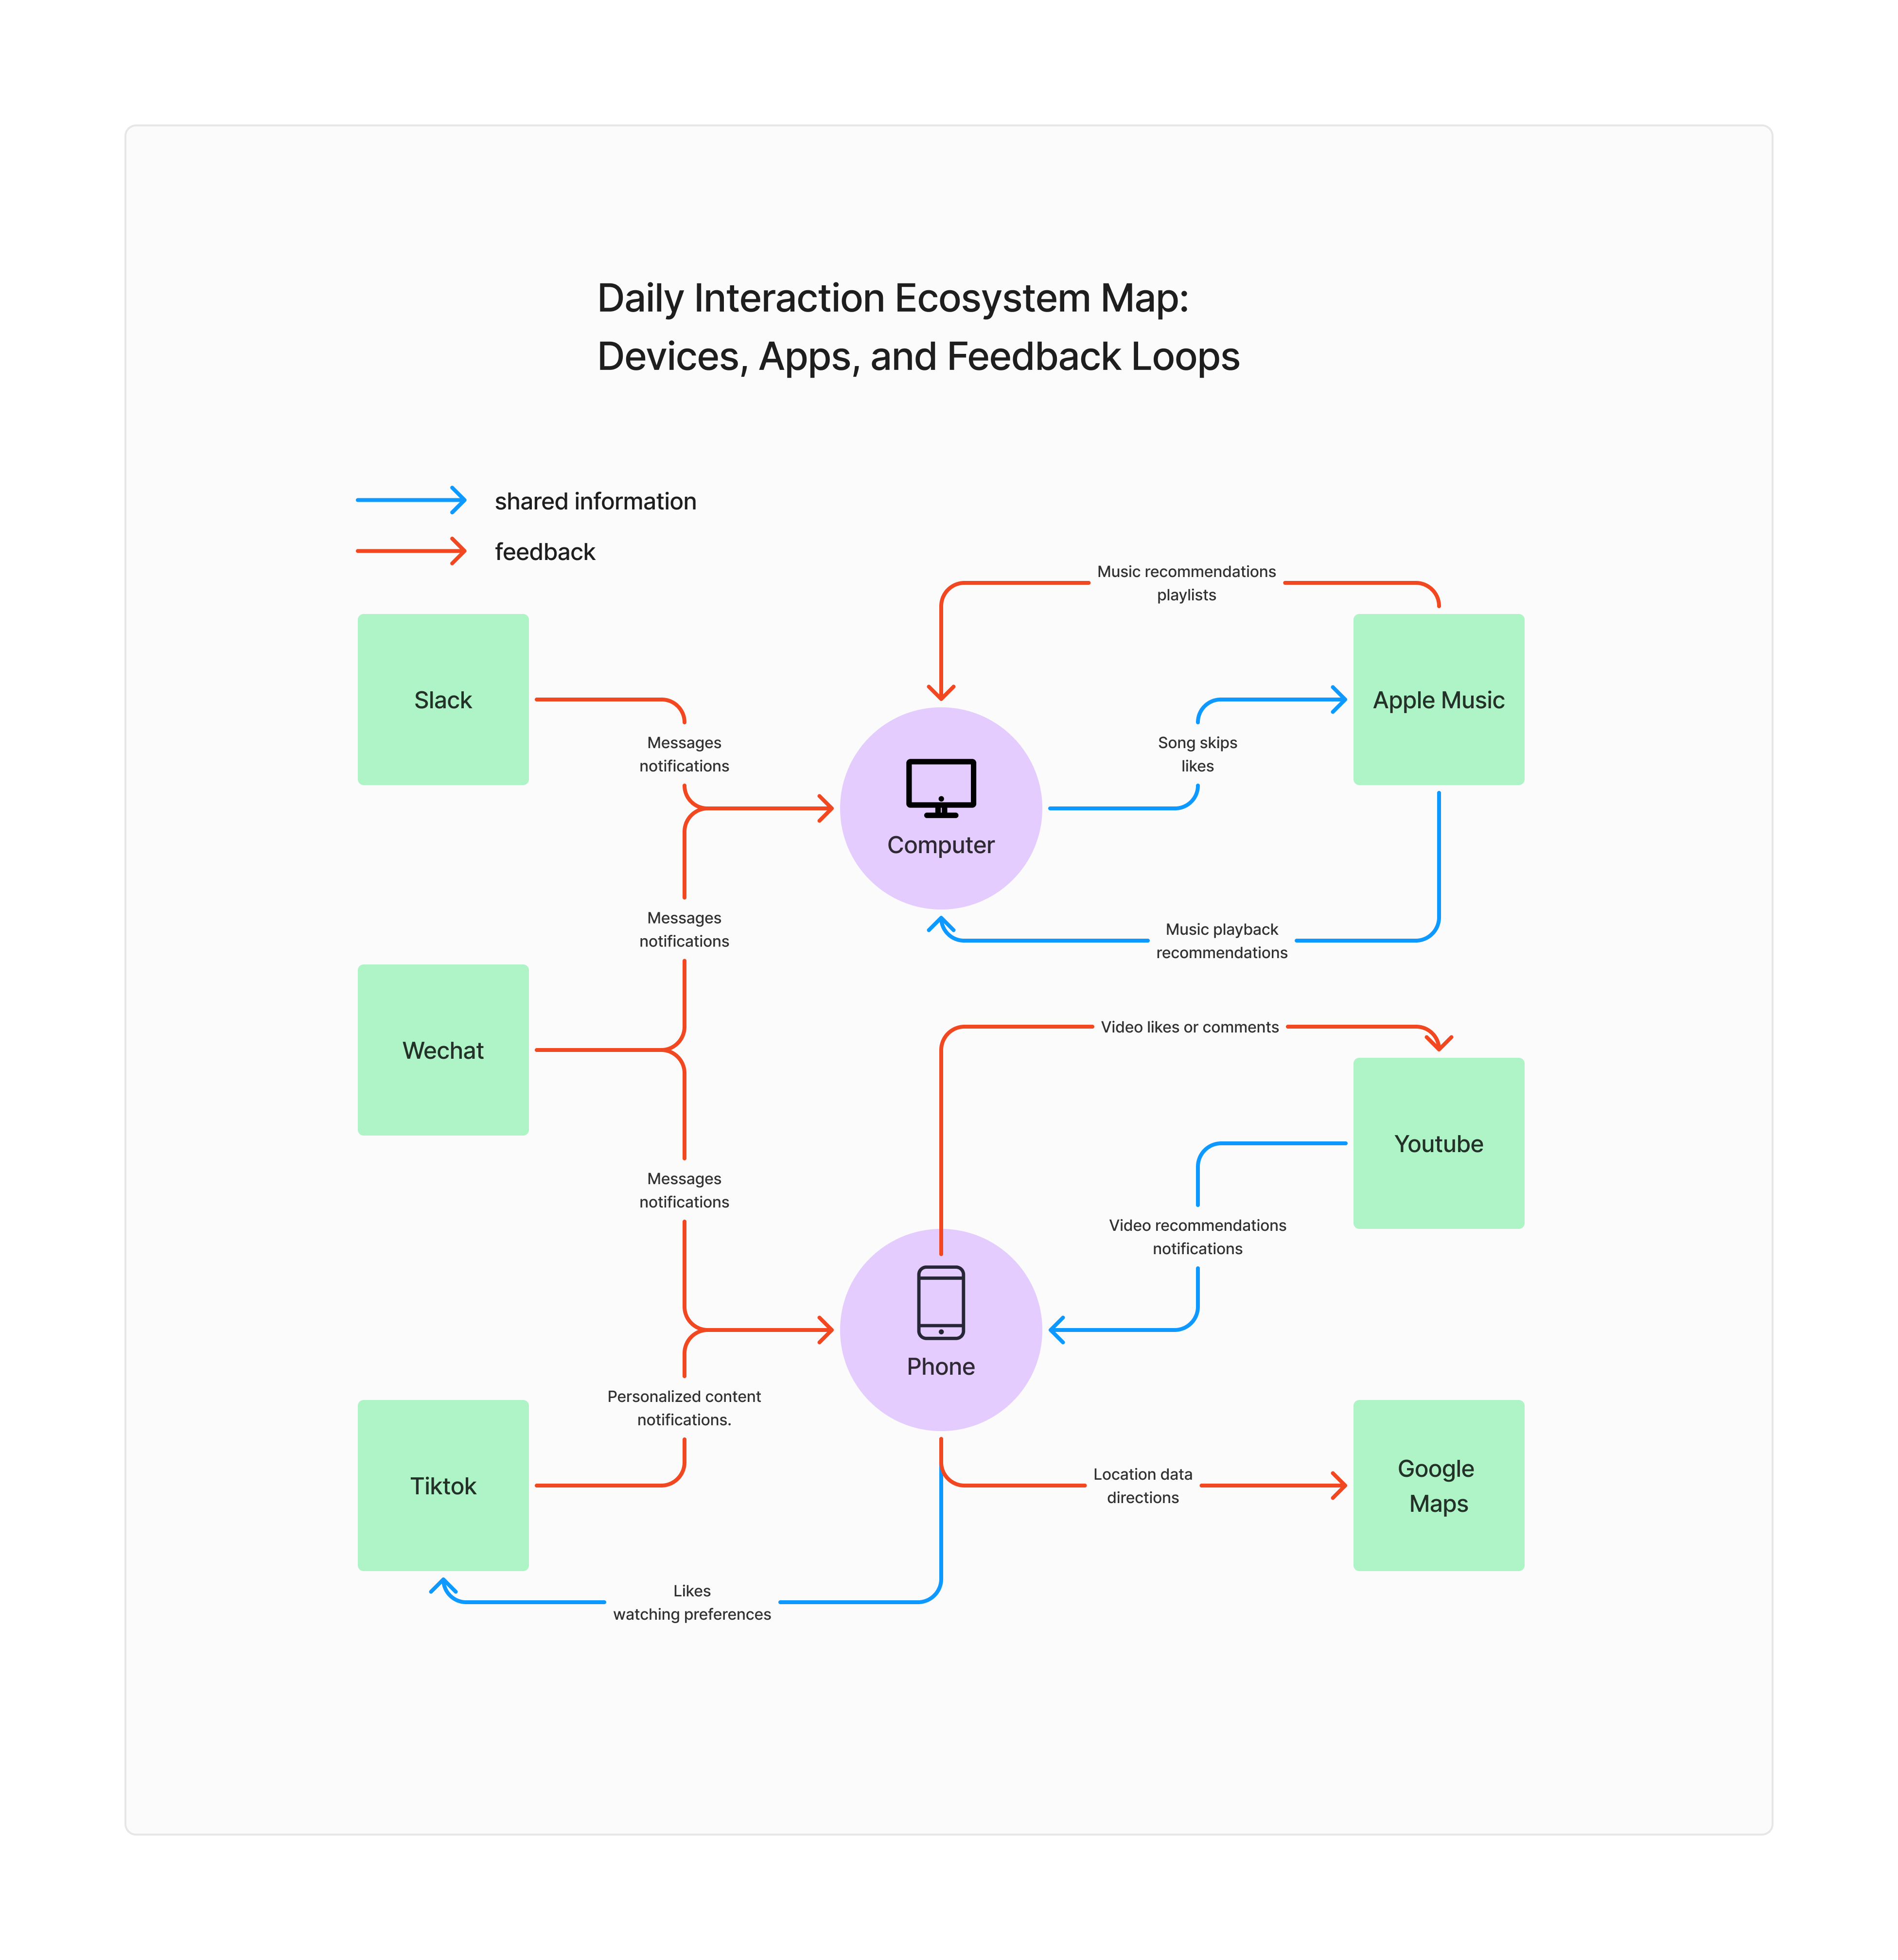 Daily Interaction Ecosystem Map:
Devices, Apps, and Feedback Loops
shared information
feedback
Music recommendations
playlists
Slack
Apple Music
Messages
notifications
Song skips
likes
Computer
Messages
notifications
Music playback
recommendations
Wechat
Video likes or comments
Youtube
Messages
notifications
Video recommendations
notifications
Phone
Personalized content
notifications.
Tiktok
Location data
directions
Google
Maps
Likes
watching preferences